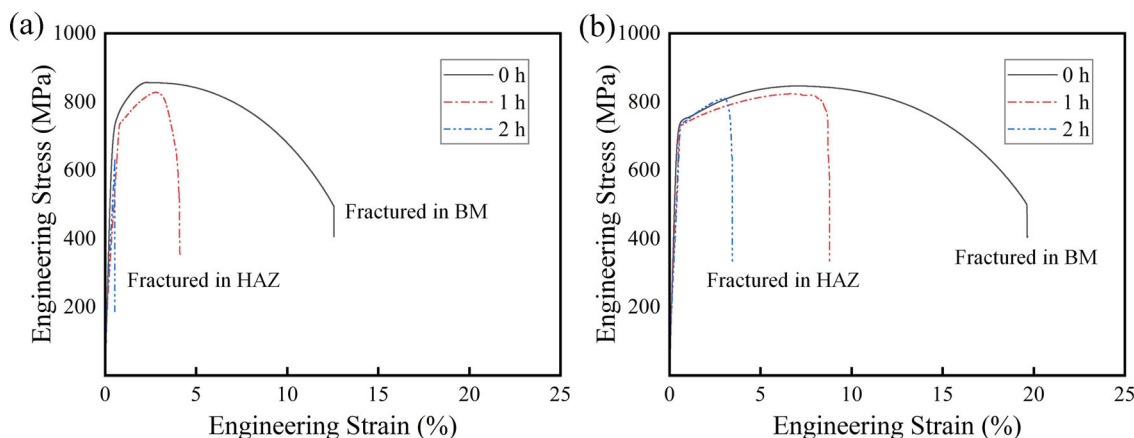 (a)
Engineering Stress (MPa)
1000
800
600
400
200
0 h
1 h
2 h
Fractured in BM
Fractured in HAZ
0
5
10
15
20
25
Engineering Strain (%)
(b)
Engineering Stress (MPa)
1000
800
600
400
200
0 h
1 h
2 h
Fractured in BM
Fractured in HAZ
0
5
10
15
20
25
Engineering Strain (%)